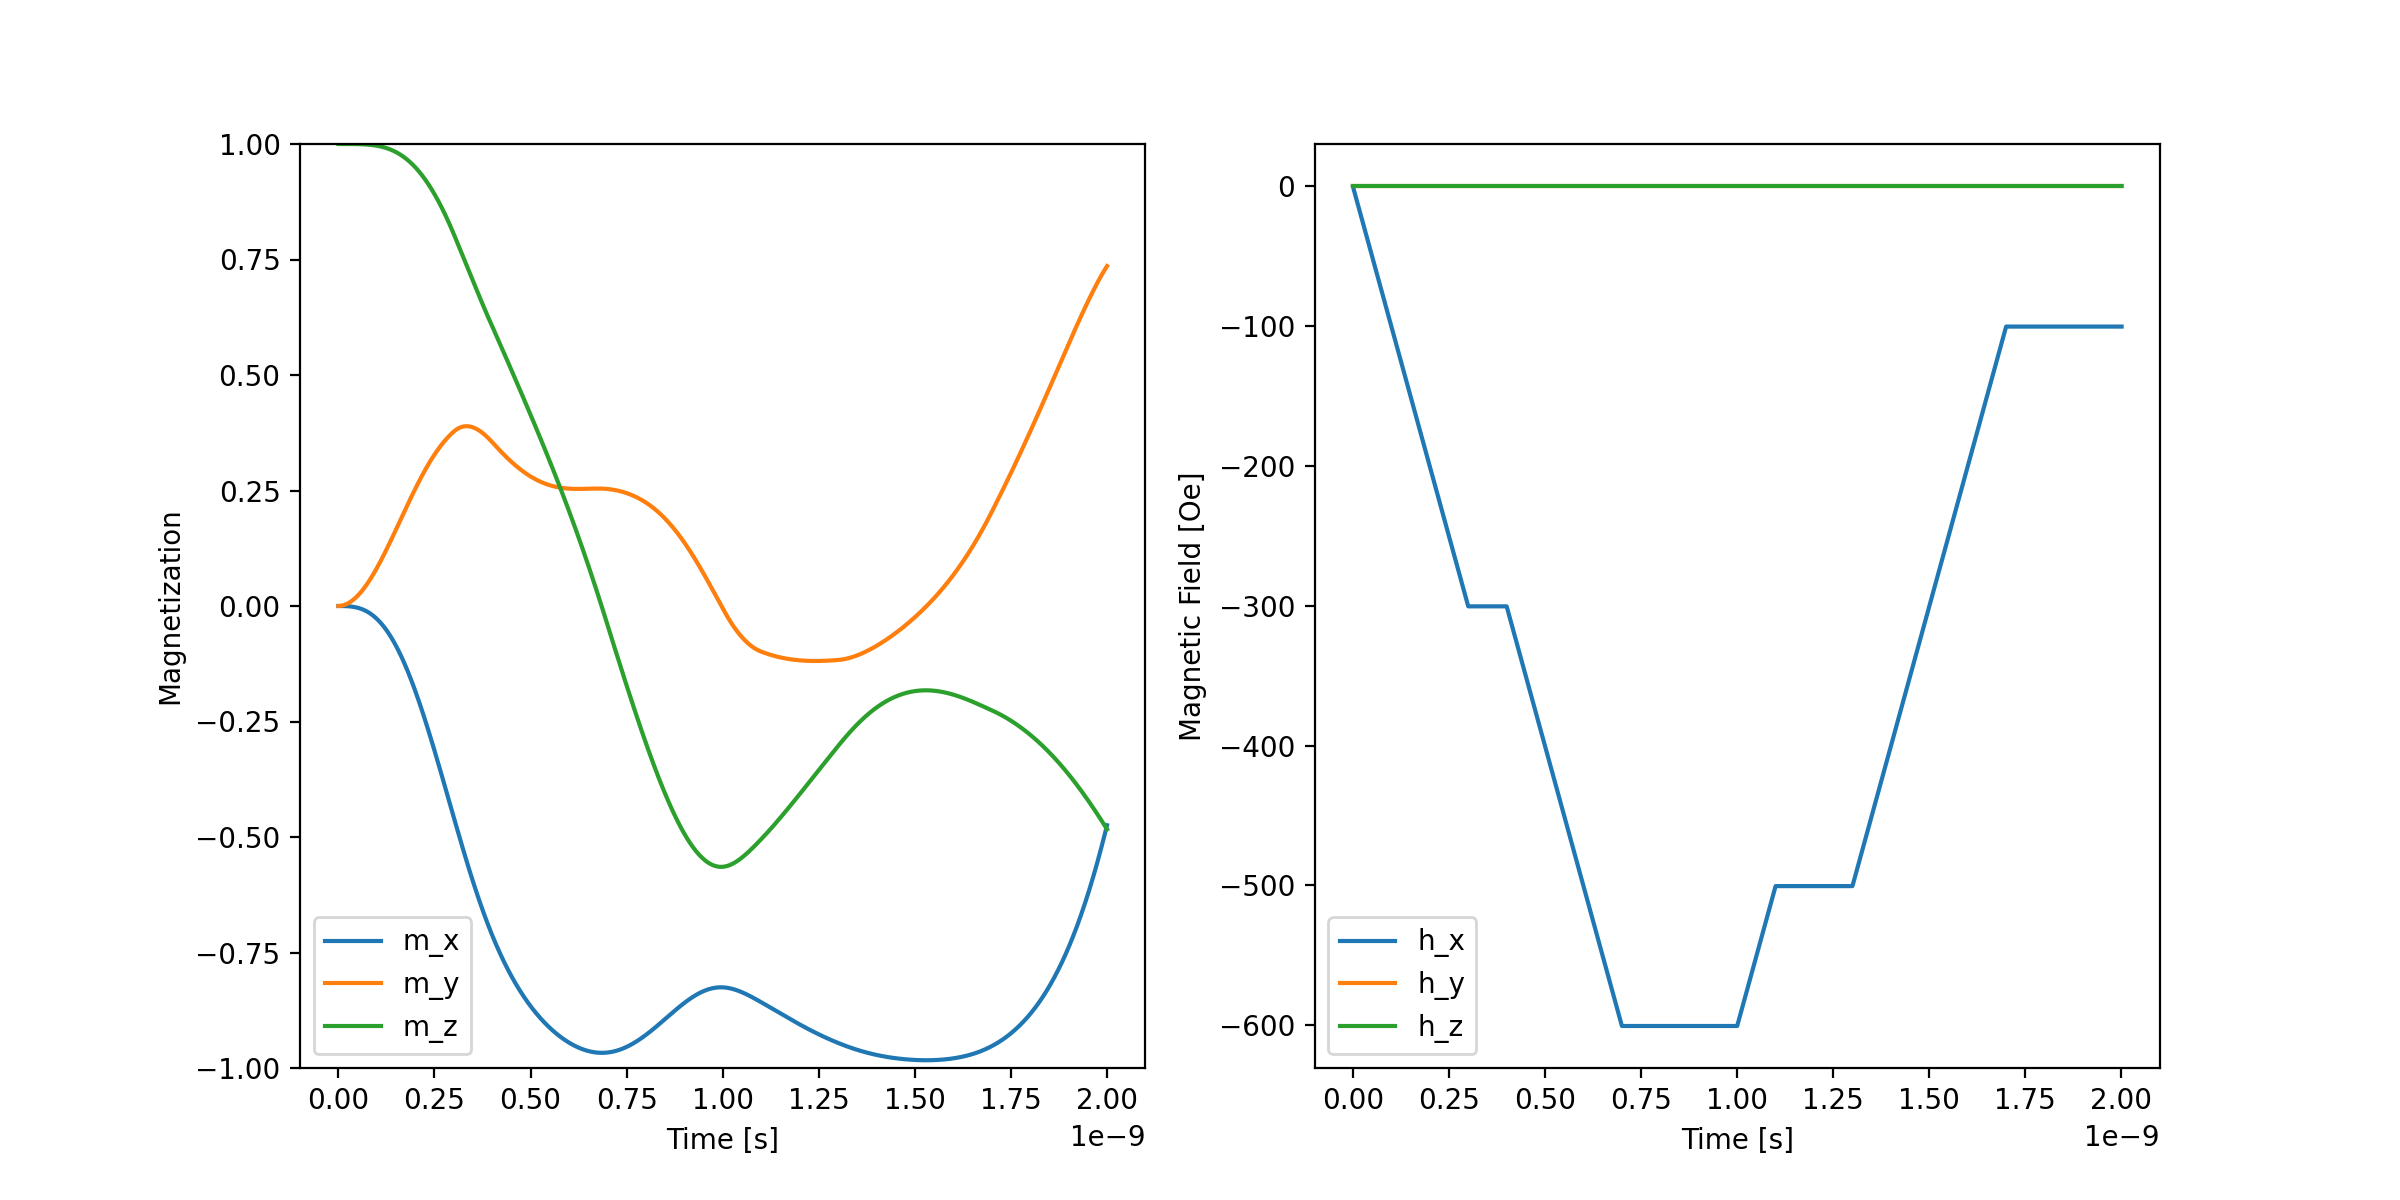 1.00
0.75
0.50
0.25
0.00
−0.25
−0.50
−0.75
−1.00
Magnetization
m_x
m_y
m_z
0.00 0.25 0.50 0.75 1.00 1.25 1.50 1.75 2.00
Time [s]
1e−9
0
−100
−200
−300
−400
−500
−600
Magnetic Field [Oe]
h_x
h_y
h_z
0.00 0.25 0.50 0.75 1.00 1.25 1.50 1.75 2.00
Time [s]
1e−9